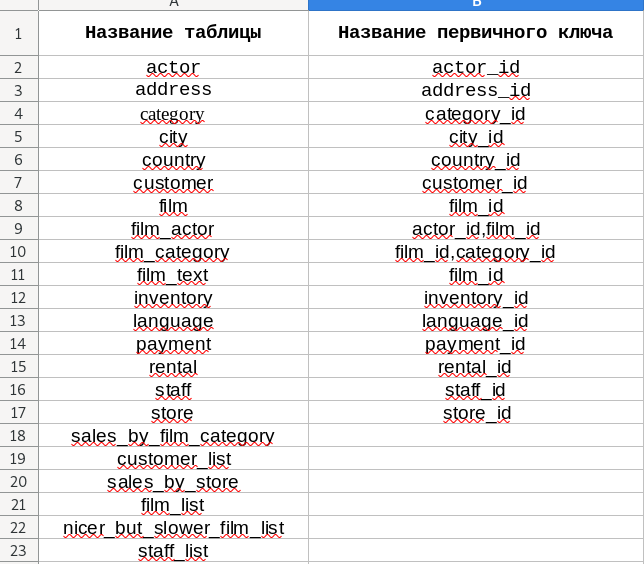 A B
1 Название таблицы Название первичного ключа
2 actor actor_id
3 address address_id
4 category category_id
5 city city_id
6 country country_id
7 customer customer_id
8 film film_id
9 film_actor actor_id,film_id
10 film_category film_id,category_id
11 film_text film_id
12 inventory inventory_id
13 language language_id
14 payment payment_id
15 rental rental_id
16 staff staff_id
17 store store_id
18 sales_by_film_category
19 customer_list
20 sales_by_store
21 film_list
22 nicer_but_slower_film_list
23 staff_list